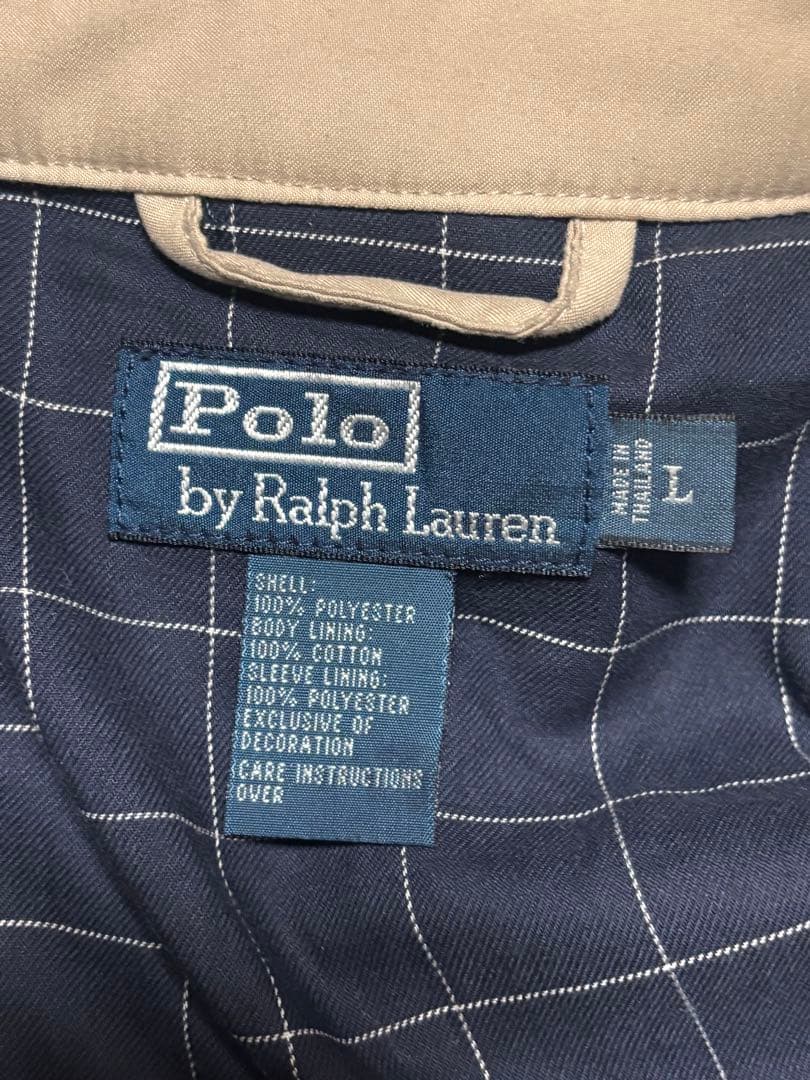 Polo
by Ralph Lauren
MADE IN
THAILAND
L
SHELL:
100% POLYESTER
BODY LINING:
100% COTTON
SLEEVE LINING:
100% POLYESTER
EXCLUSIVE OF
DECORATION
CARE INSTRUCTIONS
OVER